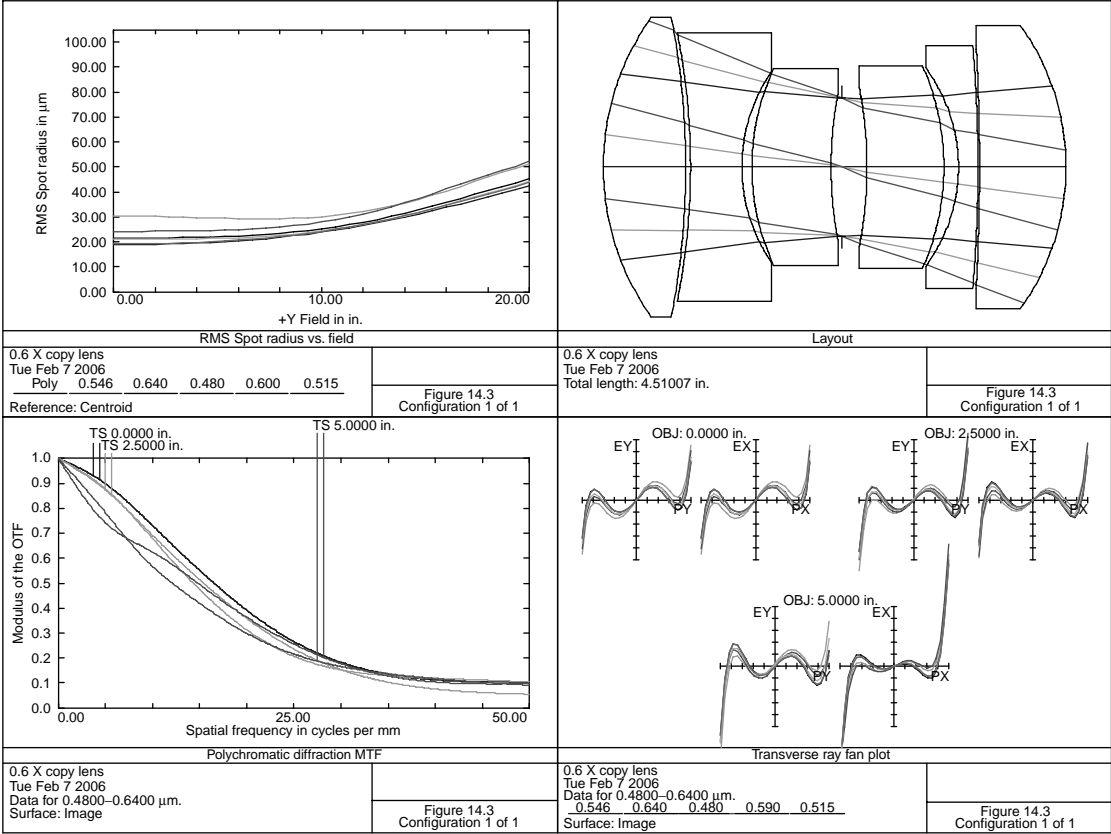 100.00
90.00
80.00
70.00
60.00
50.00
40.00
30.00
20.00
10.00
0.00
RMS Spot radius in μm
0.00 10.00 20.00
+Y Field in in.
RMS Spot radius vs. field
0.6 X copy lens
Tue Feb 7 2006
Poly 0.546 0.640 0.480 0.600 0.515
Reference: Centroid
Figure 14.3
Configuration 1 of 1
Layout
0.6 X copy lens
Tue Feb 7 2006
Total length: 4.51007 in.
Figure 14.3
Configuration 1 of 1
TS 0.0000 in.
TS 2.5000 in.
TS 5.0000 in.
1.0
0.9
0.8
0.7
0.6
0.5
0.4
0.3
0.2
0.1
0.0
Modulus of the OTF
0.00 25.00 50.00
Spatial frequency in cycles per mm
Polychromatic diffraction MTF
0.6 X copy lens
Tue Feb 7 2006
Data for 0.4800–0.6400 μm.
Surface: Image
Figure 14.3
Configuration 1 of 1
OBJ: 0.0000 in.
EY EX
PY PX
OBJ: 2.5000 in.
EY EX
PY PX
OBJ: 5.0000 in.
EY EX
PY PX
Transverse ray fan plot
0.6 X copy lens
Tue Feb 7 2006
Data for 0.4800–0.6400 μm.
0.546 0.640 0.480 0.590 0.515
Surface: Image
Figure 14.3
Configuration 1 of 1